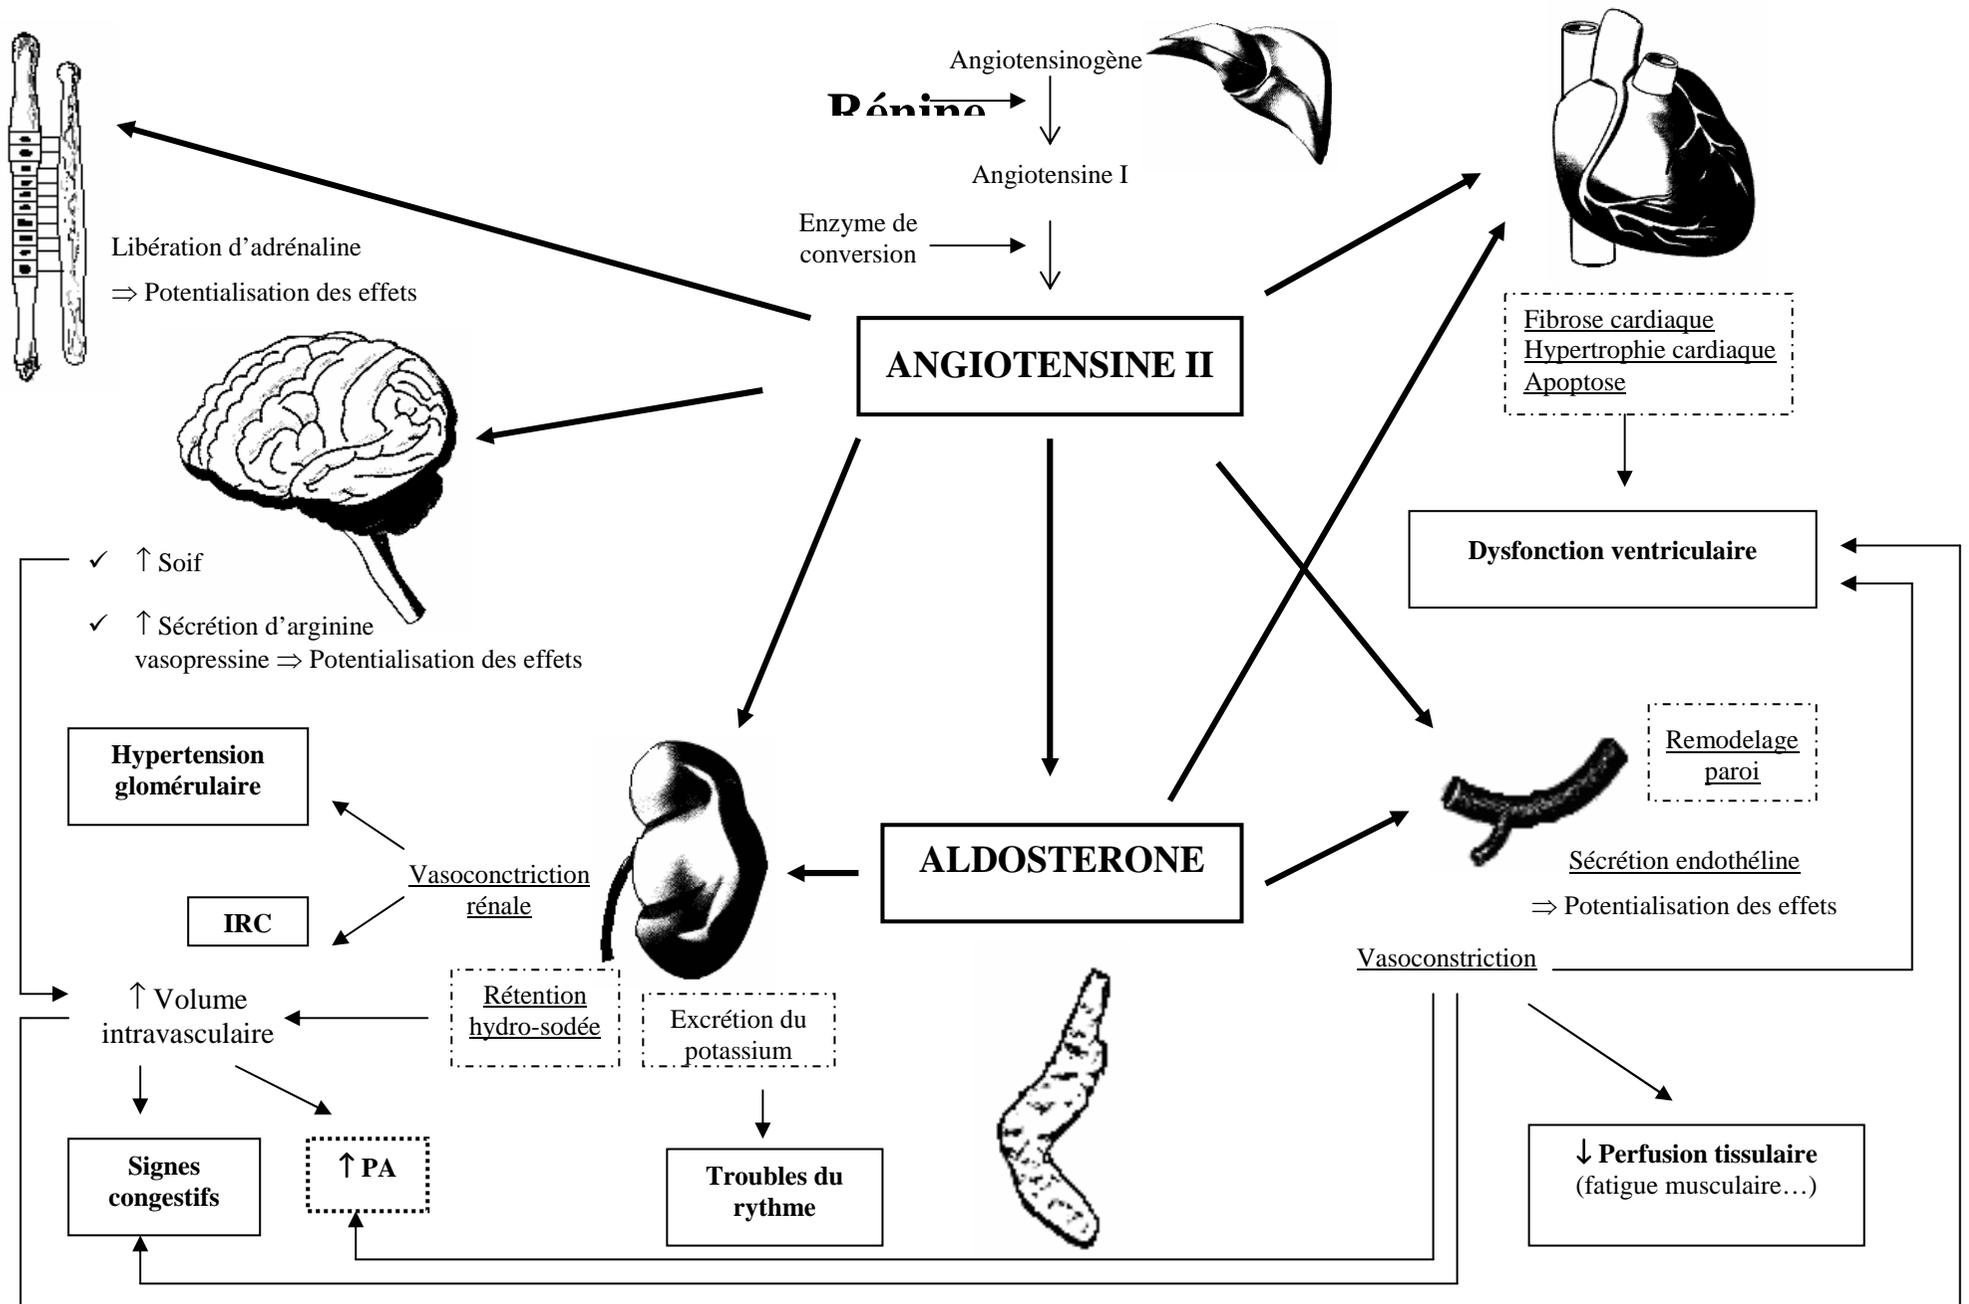 Angiotensinogène
Rénine
Angiotensine I
Enzyme de
conversion
Libération d’adrénaline
⇒ Potentialisation des effets
ANGIOTENSINE II
Fibrose cardiaque
Hypertrophie cardiaque
Apoptose
Dysfonction ventriculaire
✓ ↑ Soif
✓ ↑ Sécrétion d’arginine
vasopressine ⇒ Potentialisation des effets
Hypertension
glomérulaire
Remodelage
paroi
ALDOSTERONE
Vasoconctriction
rénale
IRC
Sécrétion endothéline
⇒ Potentialisation des effets
Vasoconstriction
↑ Volume
intravasculaire
Rétention
hydro-sodée
Excrétion du
potassium
Signes
congestifs
↑ PA
Troubles du
rythme
↓ Perfusion tissulaire
(fatigue musculaire…)